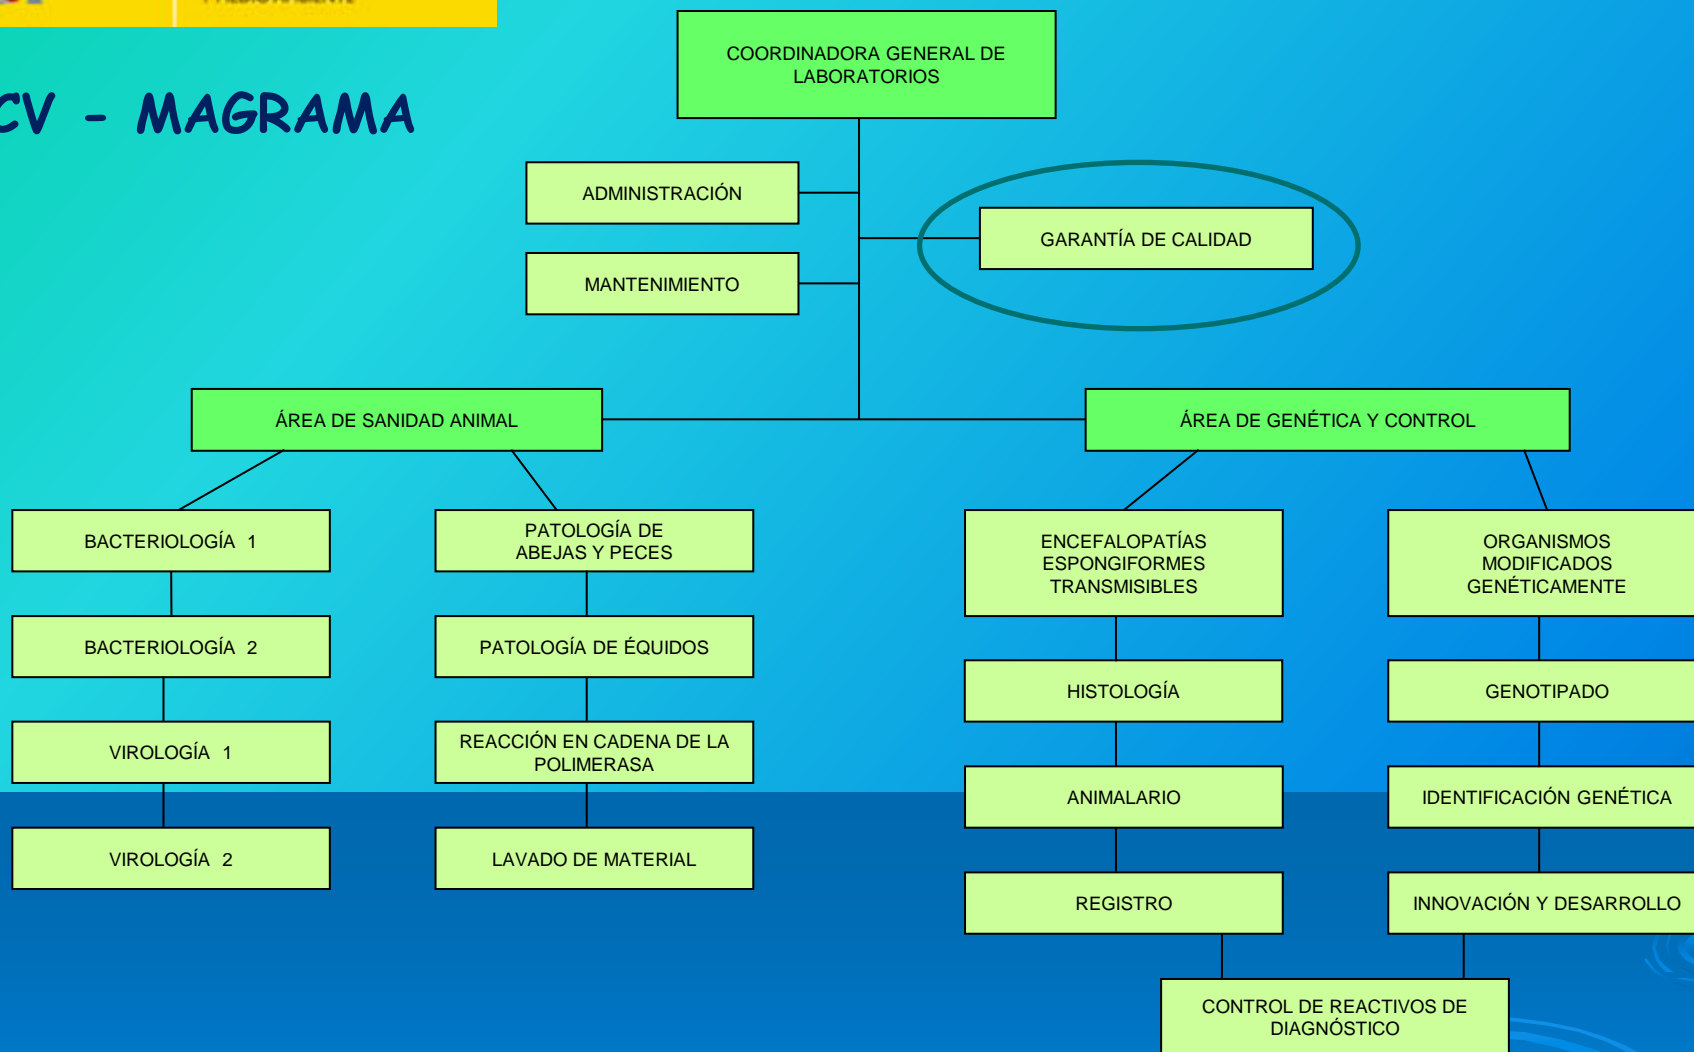 Y MEDIO AMBIENTE
CV - MAGRAMA
COORDINADORA GENERAL DE
LABORATORIOS
ADMINISTRACIÓN
GARANTÍA DE CALIDAD
MANTENIMIENTO
ÁREA DE SANIDAD ANIMAL
ÁREA DE GENÉTICA Y CONTROL
BACTERIOLOGÍA 1
PATOLOGÍA DE
ABEJAS Y PECES
ENCEFALOPATÍAS
ESPONGIFORMES
TRANSMISIBLES
ORGANISMOS
MODIFICADOS
GENÉTICAMENTE
BACTERIOLOGÍA 2
PATOLOGÍA DE ÉQUIDOS
HISTOLOGÍA
GENOTIPADO
VIROLOGÍA 1
REACCIÓN EN CADENA DE LA
POLIMERASA
ANIMALARIO
IDENTIFICACIÓN GENÉTICA
VIROLOGÍA 2
LAVADO DE MATERIAL
REGISTRO
INNOVACIÓN Y DESARROLLO
CONTROL DE REACTIVOS DE
DIAGNÓSTICO